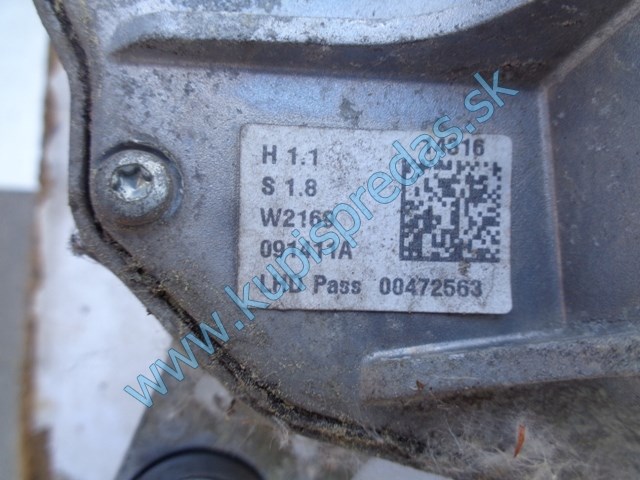 H 1.1
S 1.8
W2169
LHD Pass 00472563
www.kupispredas.sk